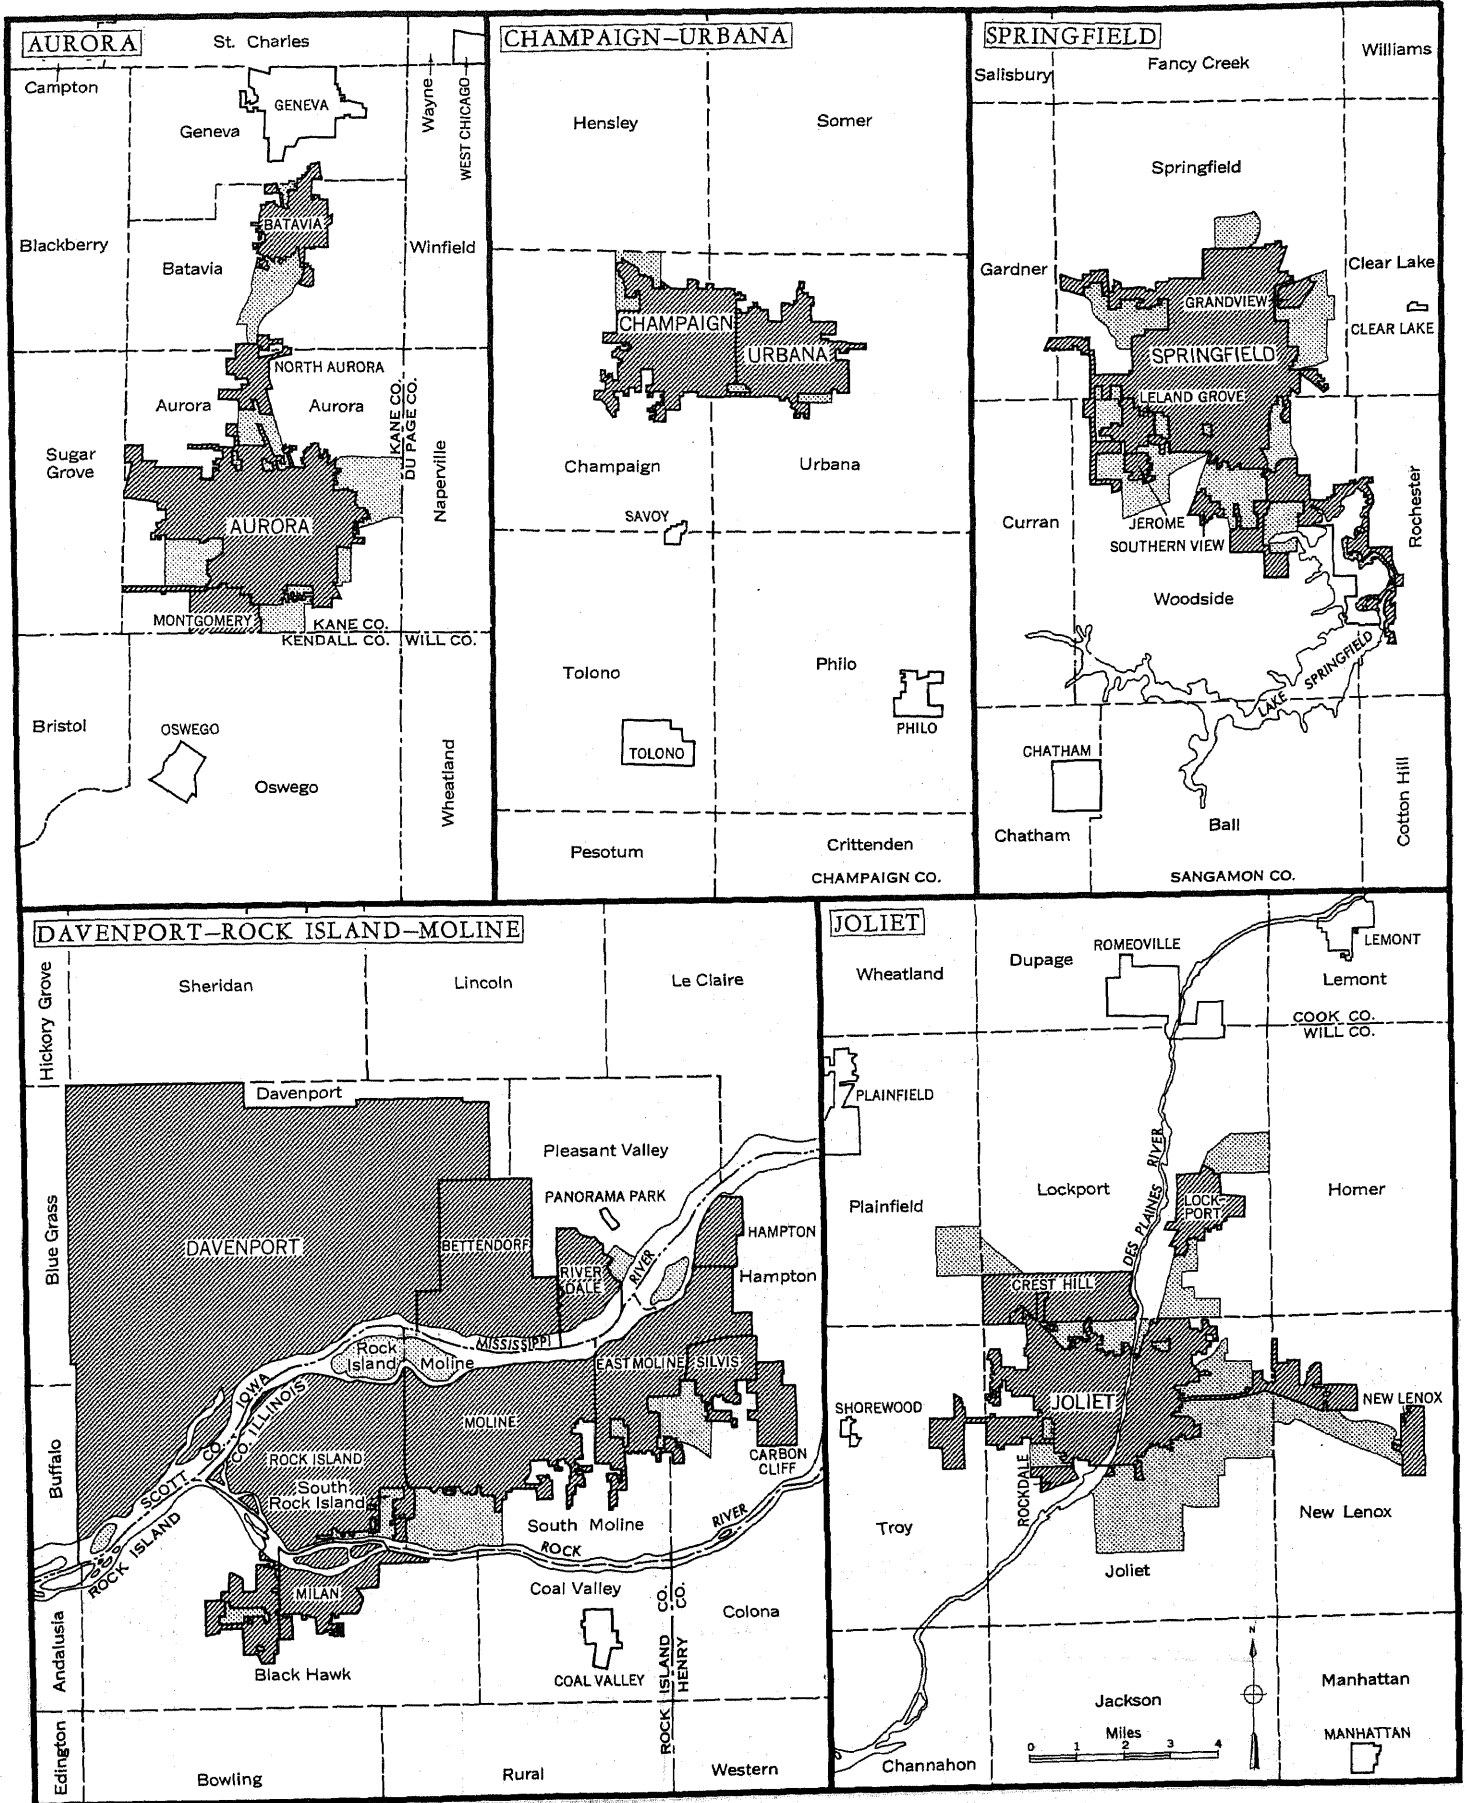 AURORA
St. Charles
Campton
GENEVA
Geneva
Wayne
WEST CHICAGO
BATAVIA
Blackberry
Batavia
Winfield
NORTH AURORA
Aurora
Aurora
KANE CO.
DU PAGE CO.
Sugar
Grove
Naperville
AURORA
MONTGOMERY
KANE CO.
KENDALL CO.
WILL CO.
Bristol
OSWEGO
Oswego
Wheatland
CHAMPAIGN–URBANA
Hensley
Somer
CHAMPAIGN
URBANA
Champaign
Urbana
SAVOY
Tolono
Philo
PHILO
TOLONO
Pesotum
Crittenden
CHAMPAIGN CO.
SPRINGFIELD
Salisbury
Fancy Creek
Williams
Springfield
Gardner
Clear Lake
GRANDVIEW
CLEAR LAKE
SPRINGFIELD
LELAND GROVE
Curran
JEROME
SOUTHERN VIEW
Rochester
Woodside
LAKE SPRINGFIELD
CHATHAM
Chatham
Ball
Cotton Hill
SANGAMON CO.
DAVENPORT–ROCK ISLAND–MOLINE
Hickory Grove
Sheridan
Lincoln
Le Claire
Davenport
Pleasant Valley
PANORAMA PARK
Blue Grass
DAVENPORT
BETTENDORF
RIVER
DALE
RIVER
HAMPTON
Hampton
MISSISSIPPI
Rock
Island
Moline
EAST MOLINE
SILVIS
IOWA
ILLINOIS
MOLINE
Buffalo
SCOTT CO.
ROCK ISLAND CO.
ROCK ISLAND
South
Rock Island
CARBON
CLIFF
South Moline
ROCK
RIVER
MILAN
Coal Valley
Colona
Andalusia
Black Hawk
COAL VALLEY
ROCK ISLAND CO.
HENRY CO.
Edington
Bowling
Rural
Western
JOLIET
Wheatland
Dupage
ROMEOVILLE
LEMONT
Lemont
COOK CO.
WILL CO.
PLAINFIELD
Plainfield
Lockport
DES PLAINES RIVER
LOCK-
PORT
Homer
CREST HILL
SHOREWOOD
JOLIET
NEW LENOX
ROCKDALE
Troy
New Lenox
Joliet
N
Jackson
Manhattan
Miles
0 1 2 3 4
MANHATTAN
Channahon